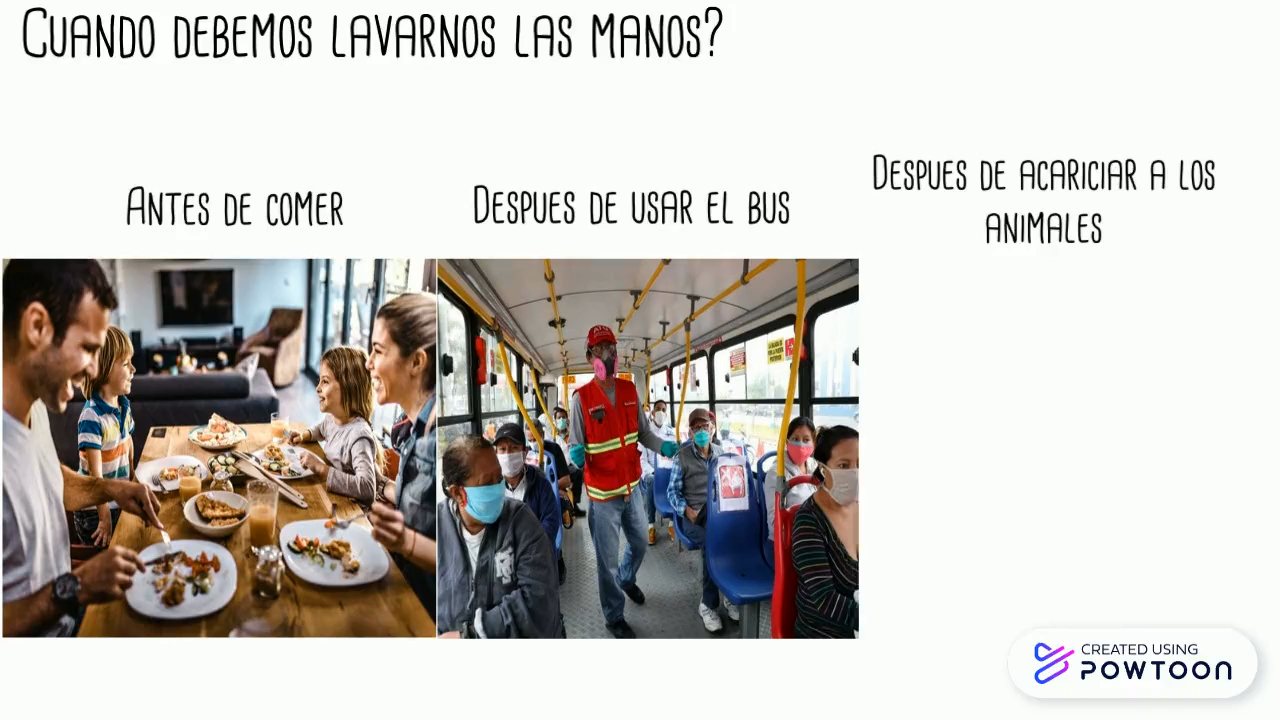 CUANDO DEBEMOS LAVARNOS LAS MANOS?
ANTES DE COMER
DESPUES DE USAR EL BUS
DESPUES DE ACARICIAR A LOS
ANIMALES
CREATED USING
POWTOON